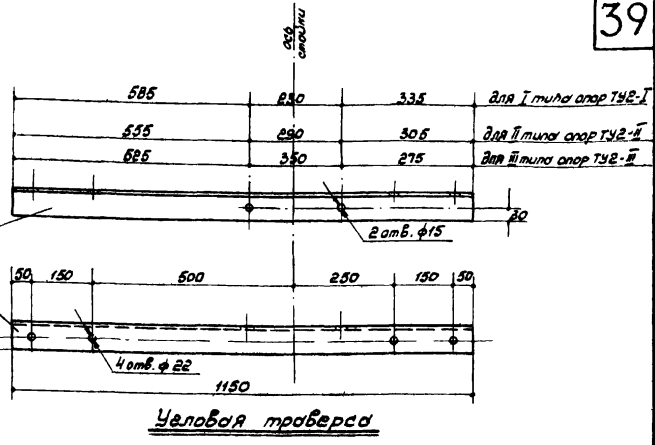 39
ось стойки
585 230 335 для I типа опор ТУ2-I
555 290 305 для II типа опор ТУ2-II
525 350 275 для III типа опор ТУ2-III
30
2 отв. ф15
50 150 500 250 150 50
4 отв. ф 22
1150
Угловая траверса